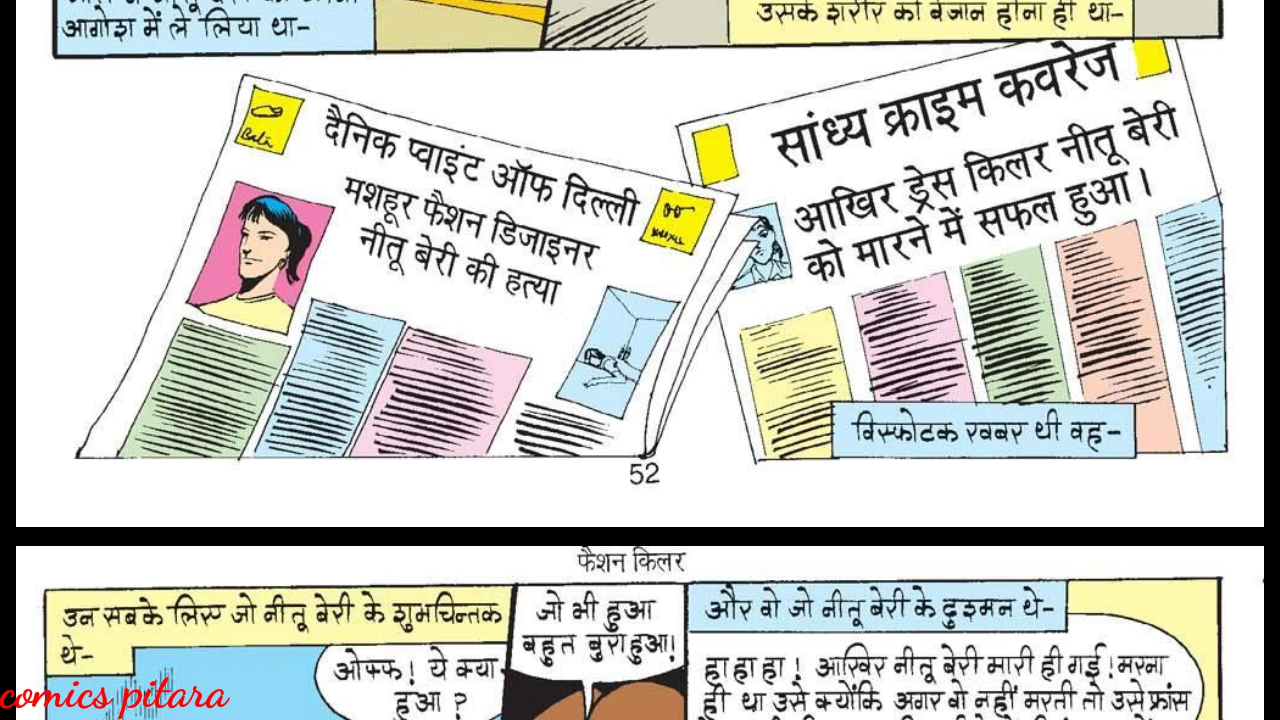 आगोश में ले लिया था-
उसके शरीर को बेजान होना ही था-
दैनिक प्वाइंट ऑफ दिल्ली
मशहूर फैशन डिजाइनर
नीतू बेरी की हत्या
सांध्य क्राइम कवरेज
आखिर ड्रेस किलर नीतू बेरी
को मारने में सफल हुआ।
विस्फोटक खबर थी वह-
52
फैशन किलर
उन सबके लिए जो नीतू बेरी के शुभचिन्तक
थे-
ओफ्फ! ये क्या
हुआ ?
जो भी हुआ
बहुत बुरा हुआ!
और वो जो नीतू बेरी के दुश्मन थे-
हा हा हा ! आखिर नीतू बेरी मारी ही गई! मरना
ही था उसे क्योंकि अगर वो नहीं मरती तो उसे फ्रांस
comics pitara